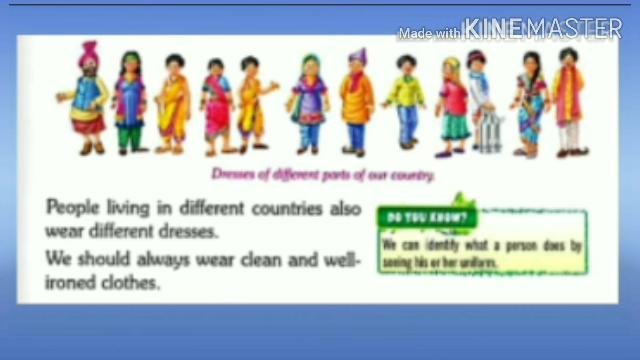 Made with KINEMASTER
Dresses of different parts of our country.
People living in different countries also
wear different dresses.
We should always wear clean and well-
ironed clothes.
DO YOU KNOW?
We can identify what a person does by
seeing his or her uniform.